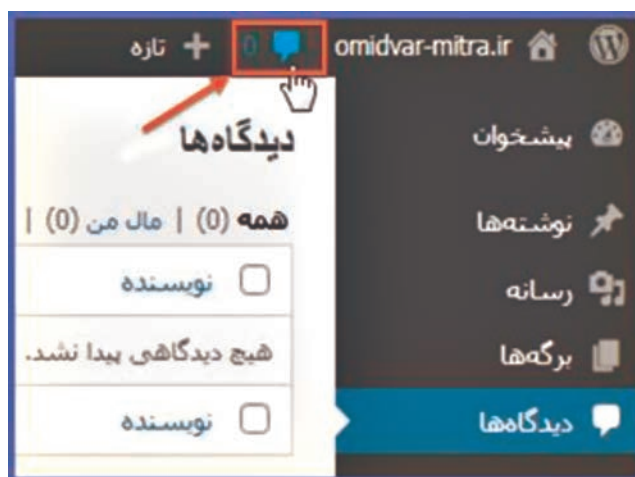 omidvar-mitra.ir 0 + تازه
پیشخوان
نوشته‌ها
رسانه
برگه‌ها
دیدگاه‌ها
دیدگاه‌ها
همه (0) | مال من (0) |
نویسنده
هیچ دیدگاهی پیدا نشد.
نویسنده